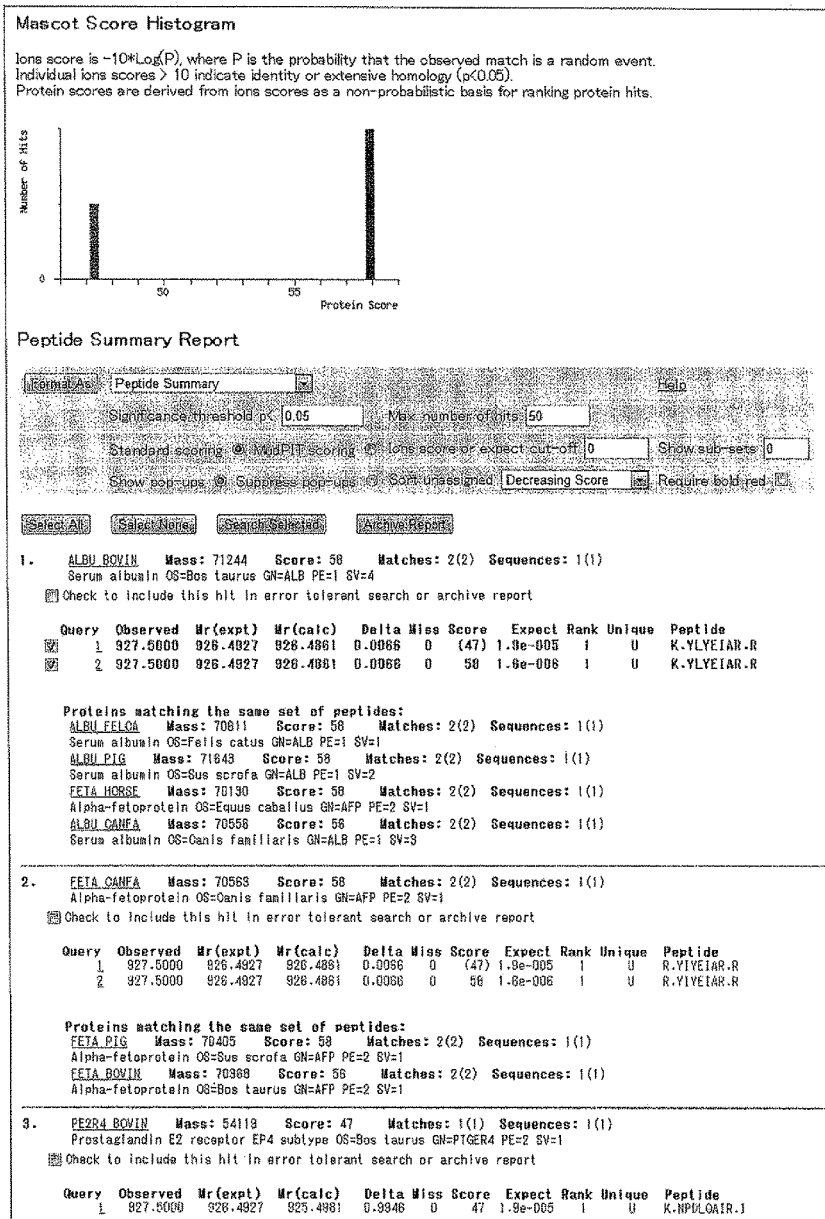 Mascot Score Histogram
Ions score is -10*Log(P), where P is the probability that the observed match is a random event.
Individual ions scores > 10 indicate identity or extensive homology (p<0.05).
Protein scores are derived from ions scores as a non-probabilistic basis for ranking protein hits.
Number of Hits
0
50 55
Protein Score
Peptide Summary Report
Format As Peptide Summary Help
Significance threshold p< 0.05 Max. number of hits 50
Standard scoring MudPIT scoring Ions score or expect cut-off 0 Show sub-sets 0
Show pop-ups Suppress pop-ups Sort unassigned Decreasing Score Require bold red
Select All Select None Search Selected Archive Report
1. ALBU_BOVIN Mass: 71244 Score: 58 Matches: 2(2) Sequences: 1(1)
Serum albumin OS=Bos taurus GN=ALB PE=1 SV=4
Check to include this hit in error tolerant search or archive report
Query Observed Mr(expt) Mr(calc) Delta Miss Score Expect Rank Unique Peptide
1 927.5000 926.4927 926.4861 0.0066 0 (47) 1.9e-005 1 U K.YLYEIAR.R
2 927.5000 926.4927 926.4861 0.0066 0 58 1.6e-006 1 U K.YLYEIAR.R
Proteins matching the same set of peptides:
ALBU_FELCA Mass: 70611 Score: 58 Matches: 2(2) Sequences: 1(1)
Serum albumin OS=Felis catus GN=ALB PE=1 SV=1
ALBU_PIG Mass: 71643 Score: 58 Matches: 2(2) Sequences: 1(1)
Serum albumin OS=Sus scrofa GN=ALB PE=1 SV=2
FETA_HORSE Mass: 70130 Score: 58 Matches: 2(2) Sequences: 1(1)
Alpha-fetoprotein OS=Equus caballus GN=AFP PE=2 SV=1
ALBU_CANFA Mass: 70556 Score: 58 Matches: 2(2) Sequences: 1(1)
Serum albumin OS=Canis familiaris GN=ALB PE=1 SV=3
2. FETA_CANFA Mass: 70563 Score: 58 Matches: 2(2) Sequences: 1(1)
Alpha-fetoprotein OS=Canis familiaris GN=AFP PE=2 SV=1
Check to include this hit in error tolerant search or archive report
Query Observed Mr(expt) Mr(calc) Delta Miss Score Expect Rank Unique Peptide
1 927.5000 926.4927 926.4861 0.0066 0 (47) 1.9e-005 1 U R.YIYEIAR.R
2 927.5000 926.4927 926.4861 0.0066 0 58 1.6e-006 1 U R.YIYEIAR.R
Proteins matching the same set of peptides:
FETA_PIG Mass: 70405 Score: 58 Matches: 2(2) Sequences: 1(1)
Alpha-fetoprotein OS=Sus scrofa GN=AFP PE=2 SV=1
FETA_BOVIN Mass: 70368 Score: 58 Matches: 2(2) Sequences: 1(1)
Alpha-fetoprotein OS=Bos taurus GN=AFP PE=2 SV=1
3. PE2R4_BOVIN Mass: 54119 Score: 47 Matches: 1(1) Sequences: 1(1)
Prostaglandin E2 receptor EP4 subtype OS=Bos taurus GN=PTGER4 PE=2 SV=1
Check to include this hit in error tolerant search or archive report
Query Observed Mr(expt) Mr(calc) Delta Miss Score Expect Rank Unique Peptide
1 927.5000 926.4927 925.4981 0.9946 0 47 1.9e-005 1 U K.NPDLQAIR.I